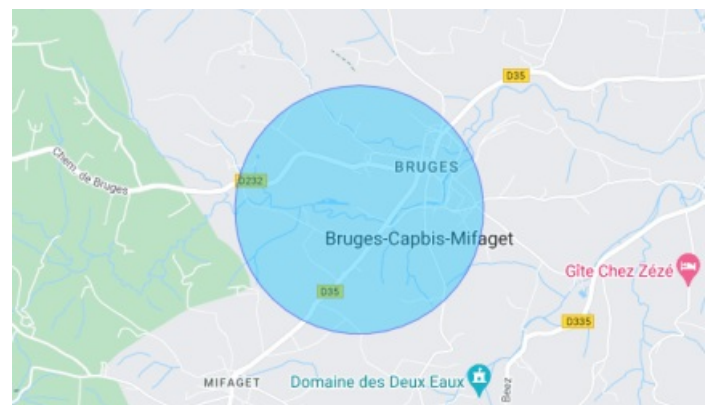 D35
BRUGES
Chem. de Bruges
D232
Bruges-Capbis-Mifaget
Gîte Chez Zézé
D35
D335
MIFAGET
Domaine des Deux Eaux
Beez